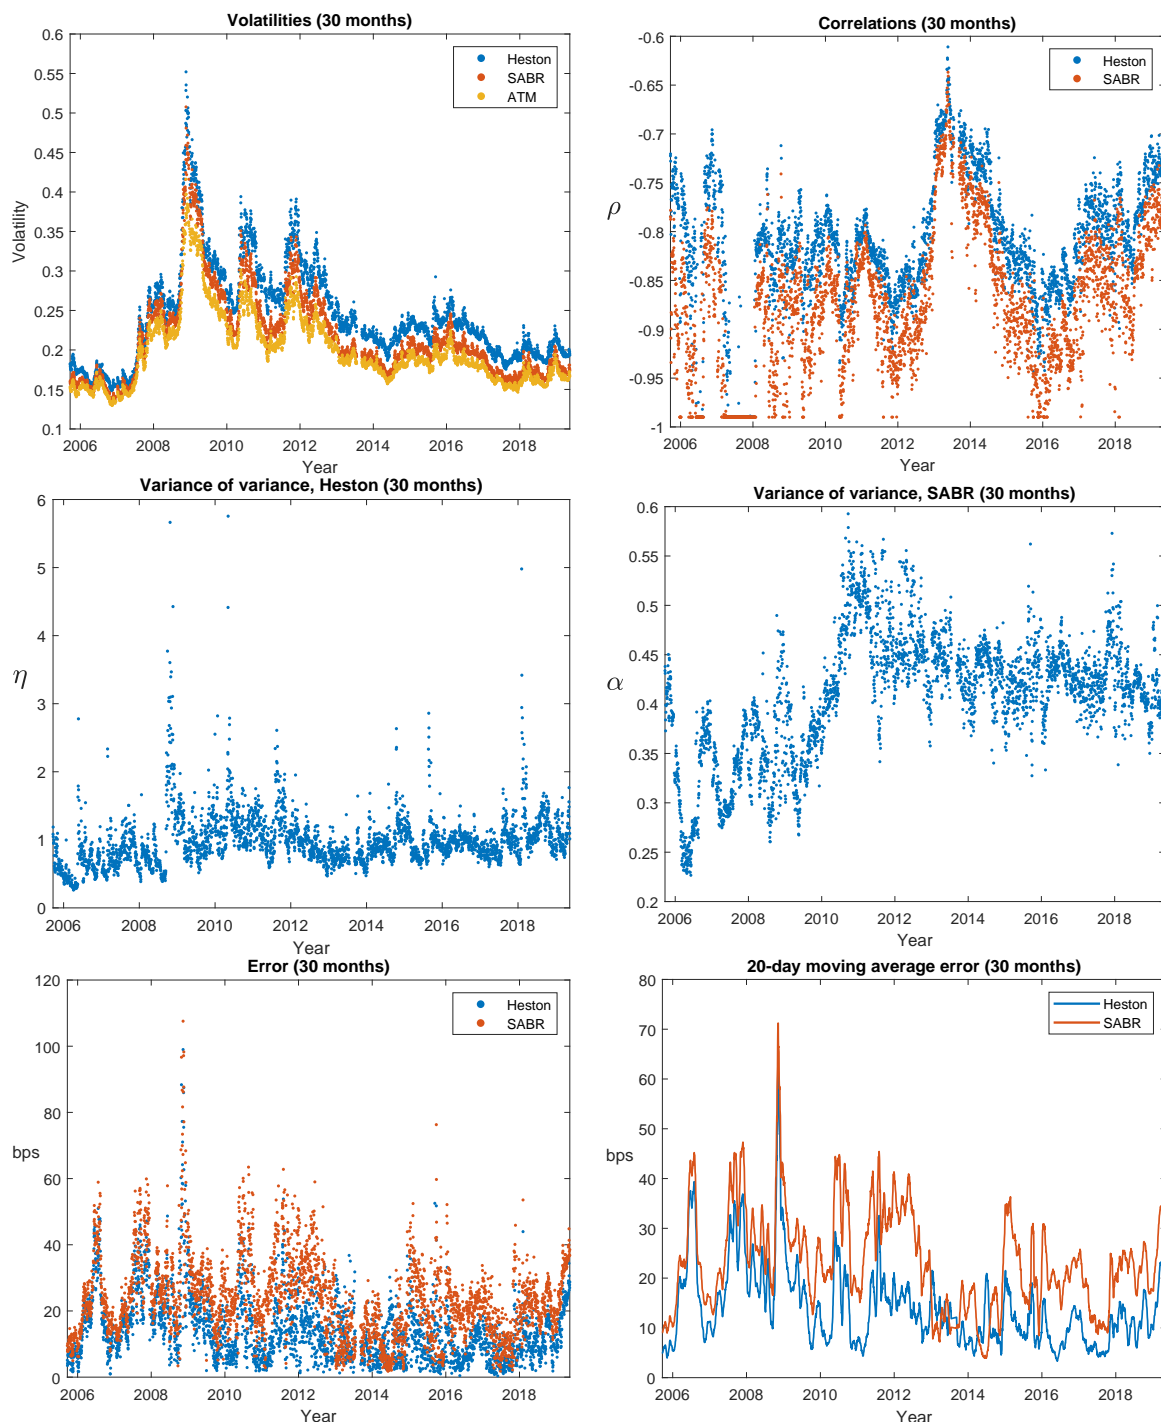 Volatilities (30 months)
0.6
0.55
0.5
0.45
0.4
0.35
0.3
0.25
0.2
0.15
0.1
Volatility
Heston
SABR
ATM
2006 2008 2010 2012 2014 2016 2018
Year
Correlations (30 months)
-0.6
-0.65
-0.7
-0.75
-0.8
-0.85
-0.9
-0.95
-1
ρ
Heston
SABR
2006 2008 2010 2012 2014 2016 2018
Year
Variance of variance, Heston (30 months)
6
5
4
3
2
1
0
η
2006 2008 2010 2012 2014 2016 2018
Year
Variance of variance, SABR (30 months)
0.6
0.55
0.5
0.45
0.4
0.35
0.3
0.25
0.2
α
2006 2008 2010 2012 2014 2016 2018
Year
Error (30 months)
120
100
80
60
40
20
0
bps
Heston
SABR
2006 2008 2010 2012 2014 2016 2018
Year
20-day moving average error (30 months)
80
70
60
50
40
30
20
10
0
bps
Heston
SABR
2006 2008 2010 2012 2014 2016 2018
Year